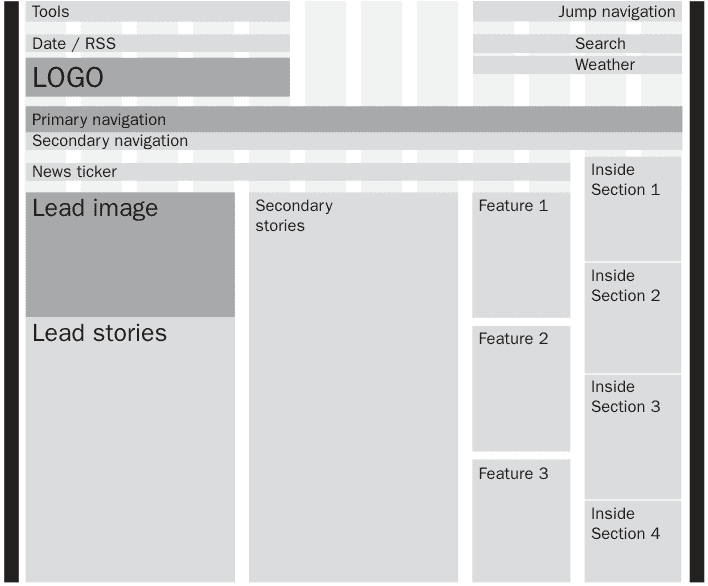 Tools
Jump navigation
Date / RSS
Search
LOGO
Weather
Primary navigation
Secondary navigation
News ticker
Lead image
Lead stories
Secondary
stories
Feature 1
Feature 2
Feature 3
Inside
Section 1
Inside
Section 2
Inside
Section 3
Inside
Section 4